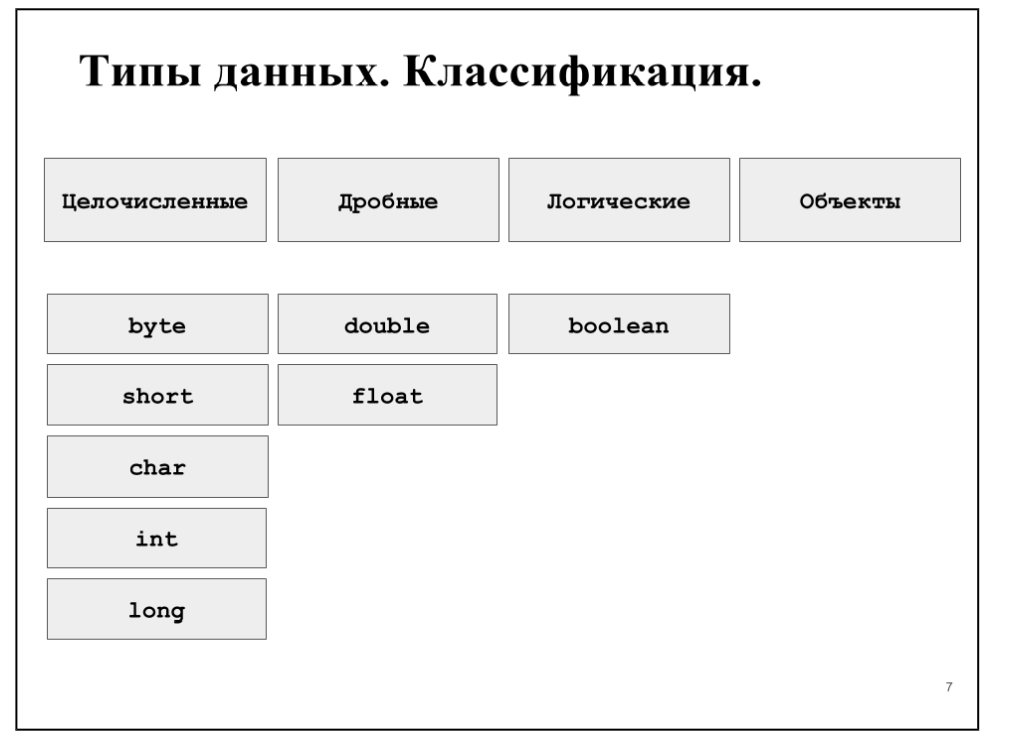 Типы данных. Классификация.
Целочисленные Дробные Логические Объекты
byte double boolean
short float
char
int
long
7